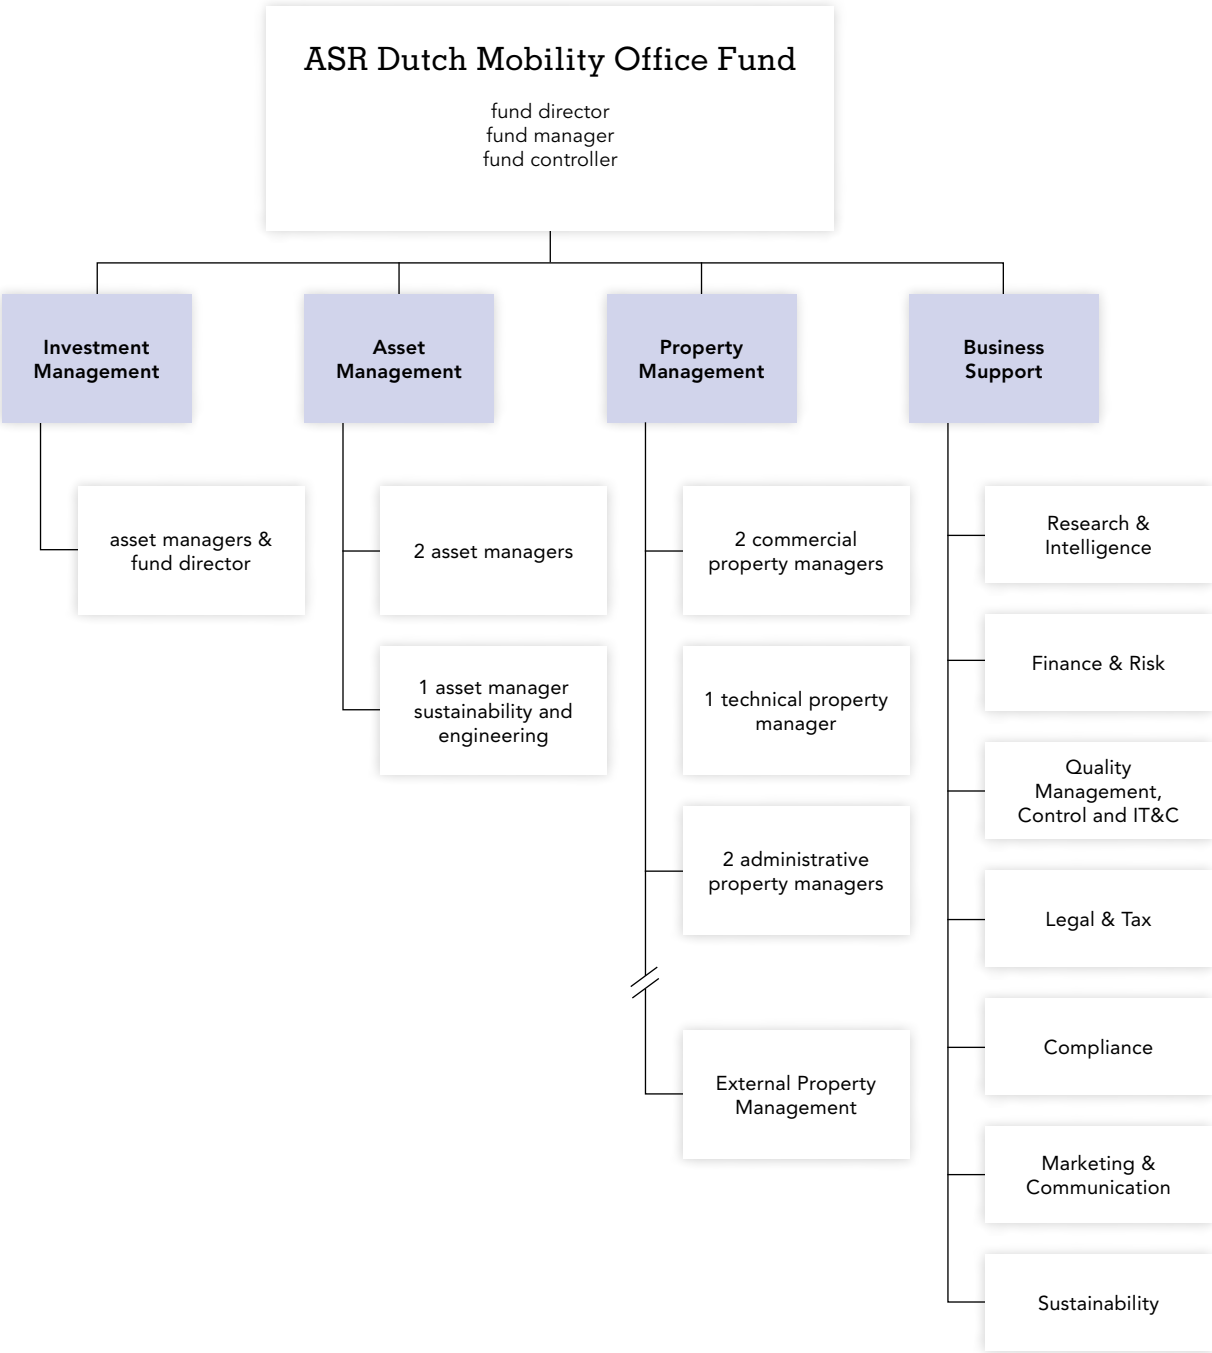 ASR Dutch Mobility Office Fund
fund director
fund manager
fund controller
Investment
Management
asset managers &
fund director
Asset
Management
2 asset managers
1 asset manager
sustainability and
engineering
Property
Management
2 commercial
property managers
1 technical property
manager
2 administrative
property managers
External Property
Management
Business
Support
Research &
Intelligence
Finance & Risk
Quality
Management,
Control and IT&C
Legal & Tax
Compliance
Marketing &
Communication
Sustainability